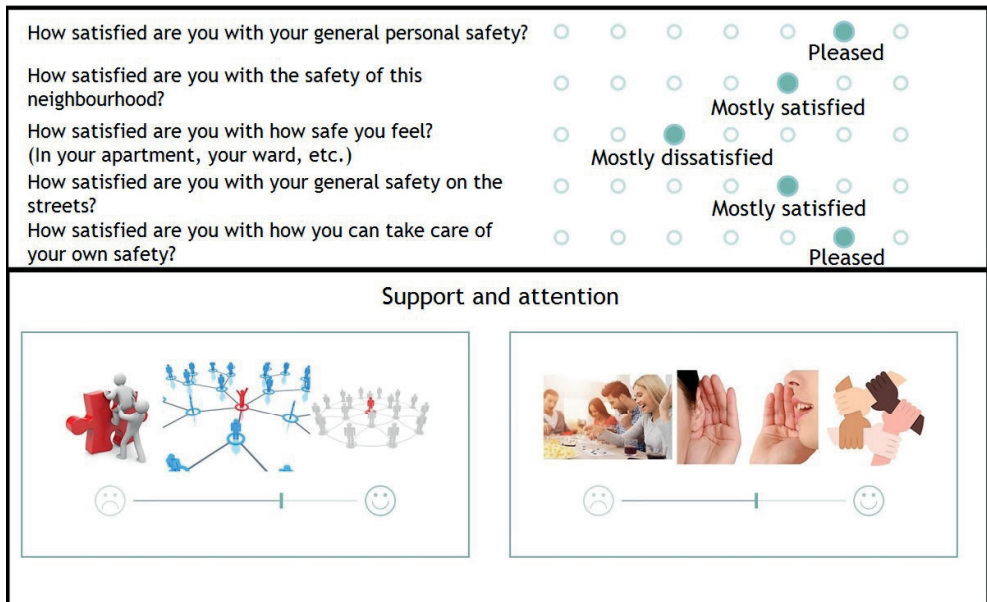 How satisfied are you with your general personal safety?
Pleased
How satisfied are you with the safety of this
neighbourhood?
Mostly satisfied
How satisfied are you with how safe you feel?
(In your apartment, your ward, etc.)
Mostly dissatisfied
How satisfied are you with your general safety on the
streets?
Mostly satisfied
How satisfied are you with how you can take care of
your own safety?
Pleased
Support and attention